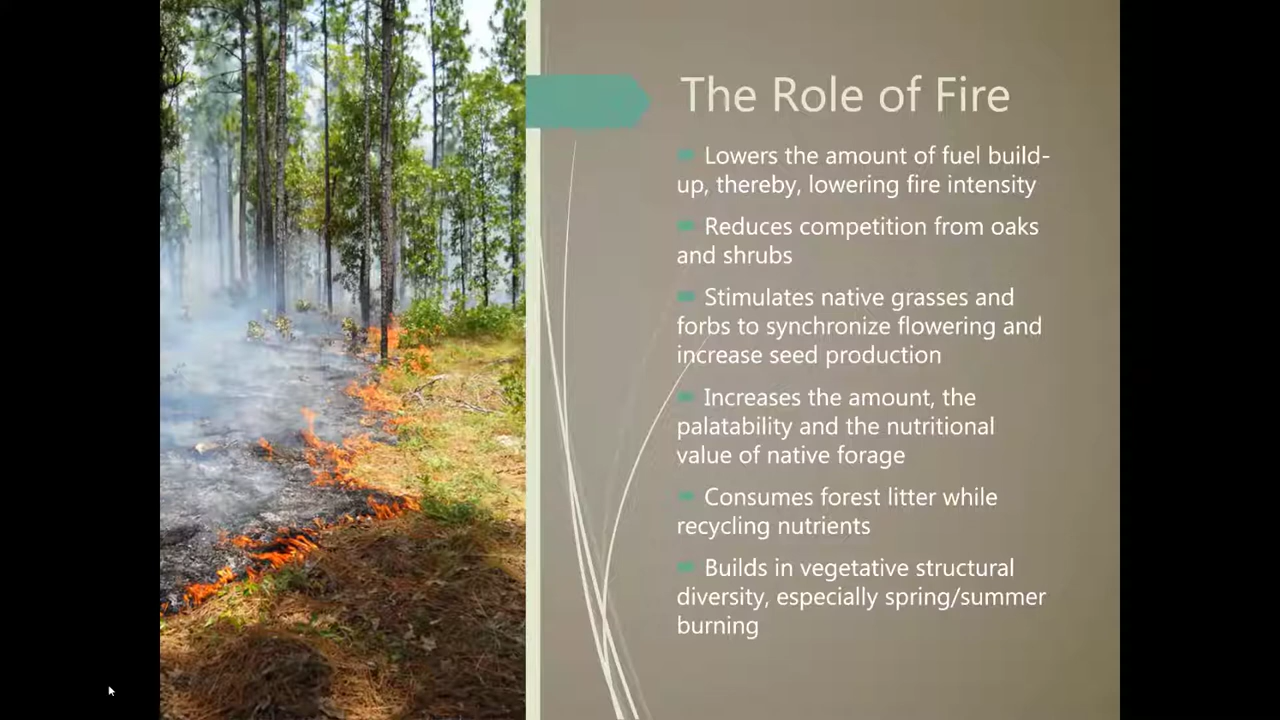 The Role of Fire
Lowers the amount of fuel build-
up, thereby, lowering fire intensity
Reduces competition from oaks
and shrubs
Stimulates native grasses and
forbs to synchronize flowering and
increase seed production
Increases the amount, the
palatability and the nutritional
value of native forage
Consumes forest litter while
recycling nutrients
Builds in vegetative structural
diversity, especially spring/summer
burning